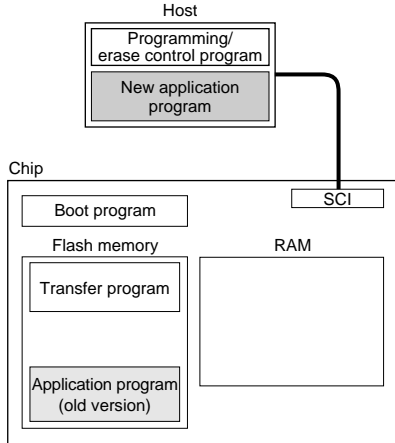 Host
Programming/
erase control program
New application
program
Chip
SCI
Boot program
Flash memory
RAM
Transfer program
Application program
(old version)